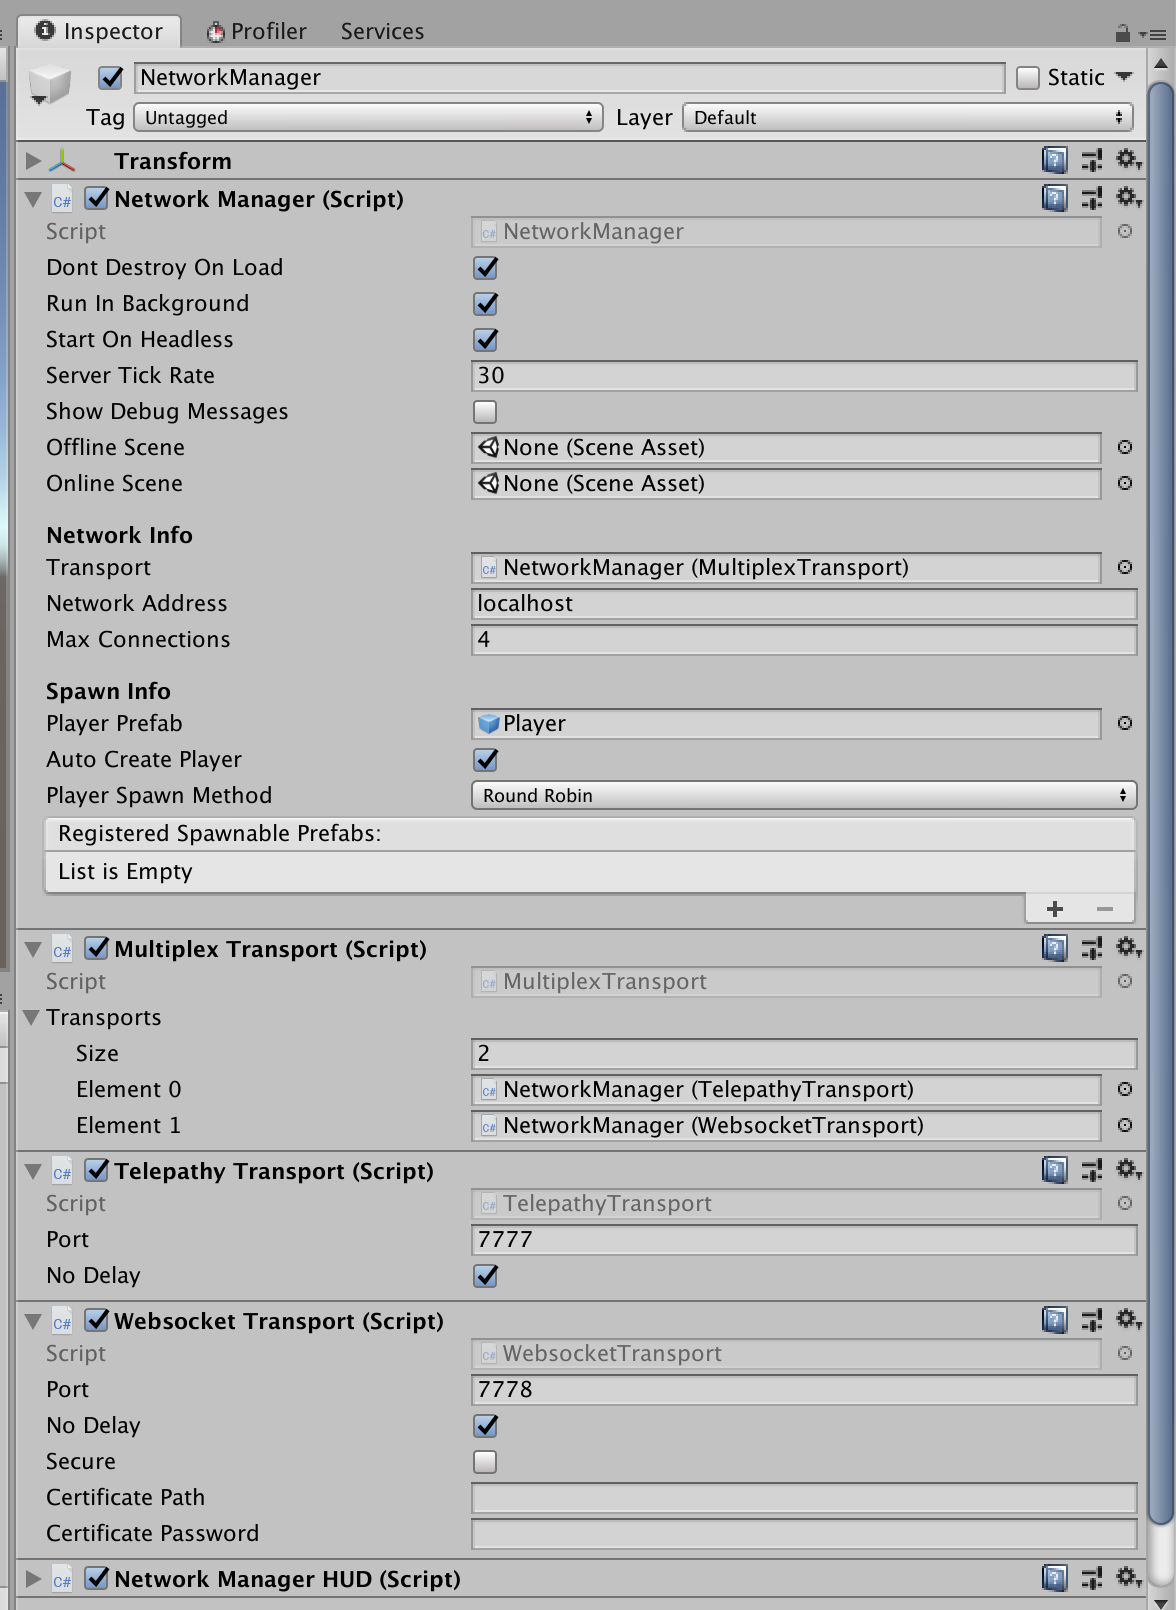 Inspector Profiler Services
NetworkManager Static
Tag Untagged Layer Default
Transform
C# Network Manager (Script)
Script C# NetworkManager
Dont Destroy On Load
Run In Background
Start On Headless
Server Tick Rate 30
Show Debug Messages
Offline Scene None (Scene Asset)
Online Scene None (Scene Asset)
Network Info
Transport C# NetworkManager (MultiplexTransport)
Network Address localhost
Max Connections 4
Spawn Info
Player Prefab Player
Auto Create Player
Player Spawn Method Round Robin
Registered Spawnable Prefabs:
List is Empty
+ −
C# Multiplex Transport (Script)
Script C# MultiplexTransport
Transports
Size 2
Element 0 C# NetworkManager (TelepathyTransport)
Element 1 C# NetworkManager (WebsocketTransport)
C# Telepathy Transport (Script)
Script C# TelepathyTransport
Port 7777
No Delay
C# Websocket Transport (Script)
Script C# WebsocketTransport
Port 7778
No Delay
Secure
Certificate Path
Certificate Password
C# Network Manager HUD (Script)